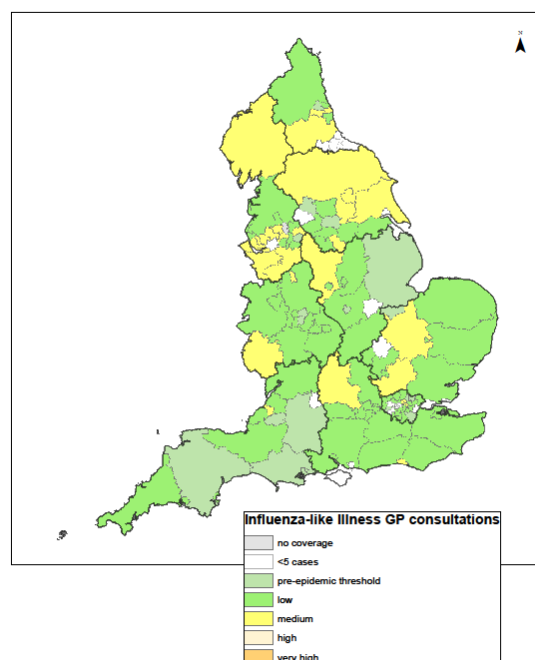 N
Influenza-like Illness GP consultations
no coverage
<5 cases
pre-epidemic threshold
low
medium
high
very high